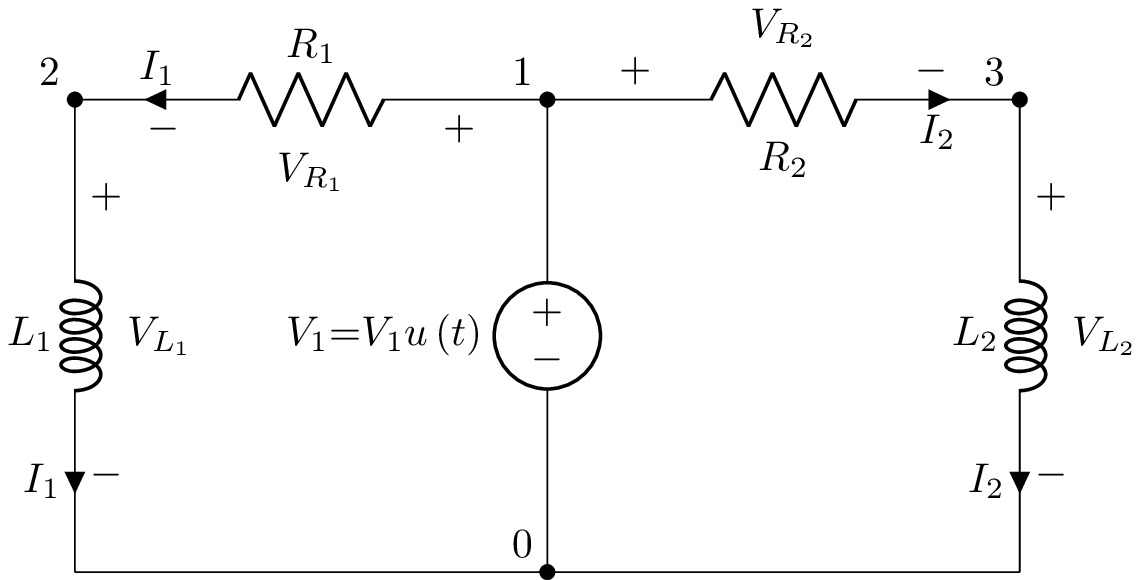 V_{R_2}
R_1
2 I_1 1 + − 3
− + I_2
V_{R_1} R_2
+ +
+
L_1 V_{L_1} V_1=V_1u(t) L_2 V_{L_2}
−
I_1 − I_2 −
0